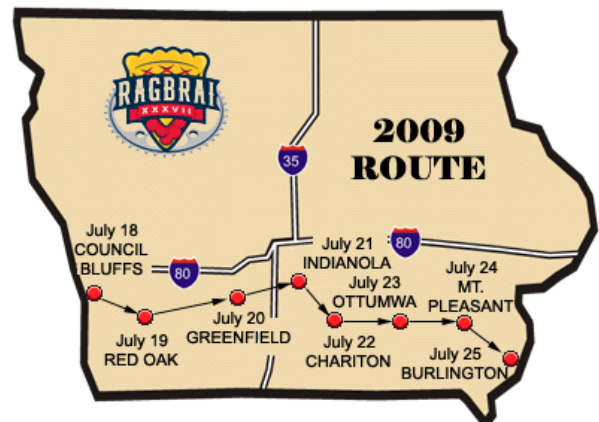 RAGBRAI
XXXVII
2009
ROUTE
35
July 18
COUNCIL
BLUFFS
80
July 21
INDIANOLA
80
July 23
OTTUMWA
July 24
MT.
PLEASANT
July 19
RED OAK
July 20
GREENFIELD
July 22
CHARITON
July 25
BURLINGTON